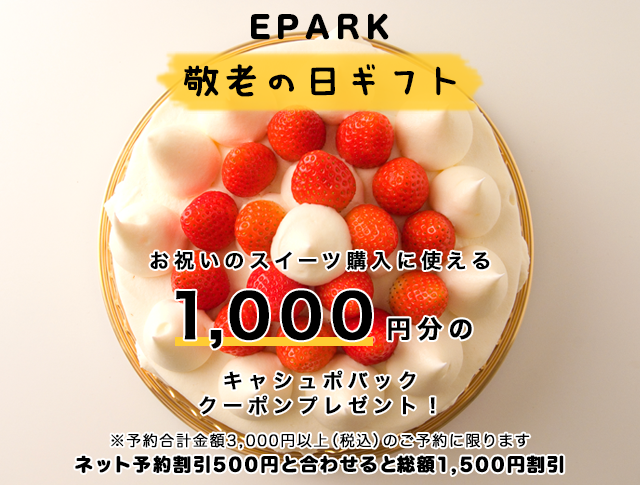 EPARK
敬老の日ギフト
お祝いのスイーツ購入に使える
1,000円分の
キャシュポバック
クーポンプレゼント！
※予約合計金額3,000円以上(税込)のご予約に限ります
ネット予約割引500円と合わせると総額1,500円割引